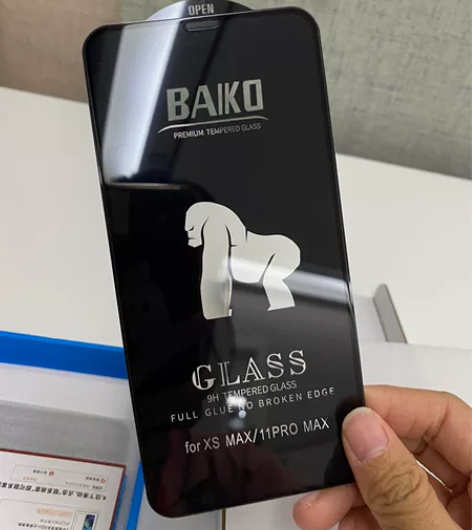 OPEN
BAIKO
PREMIUM TEMPERED GLASS
GLASS
9H TEMPERED GLASS
FULL GLUE NO BROKEN EDGE
for XS MAX/11PRO MAX